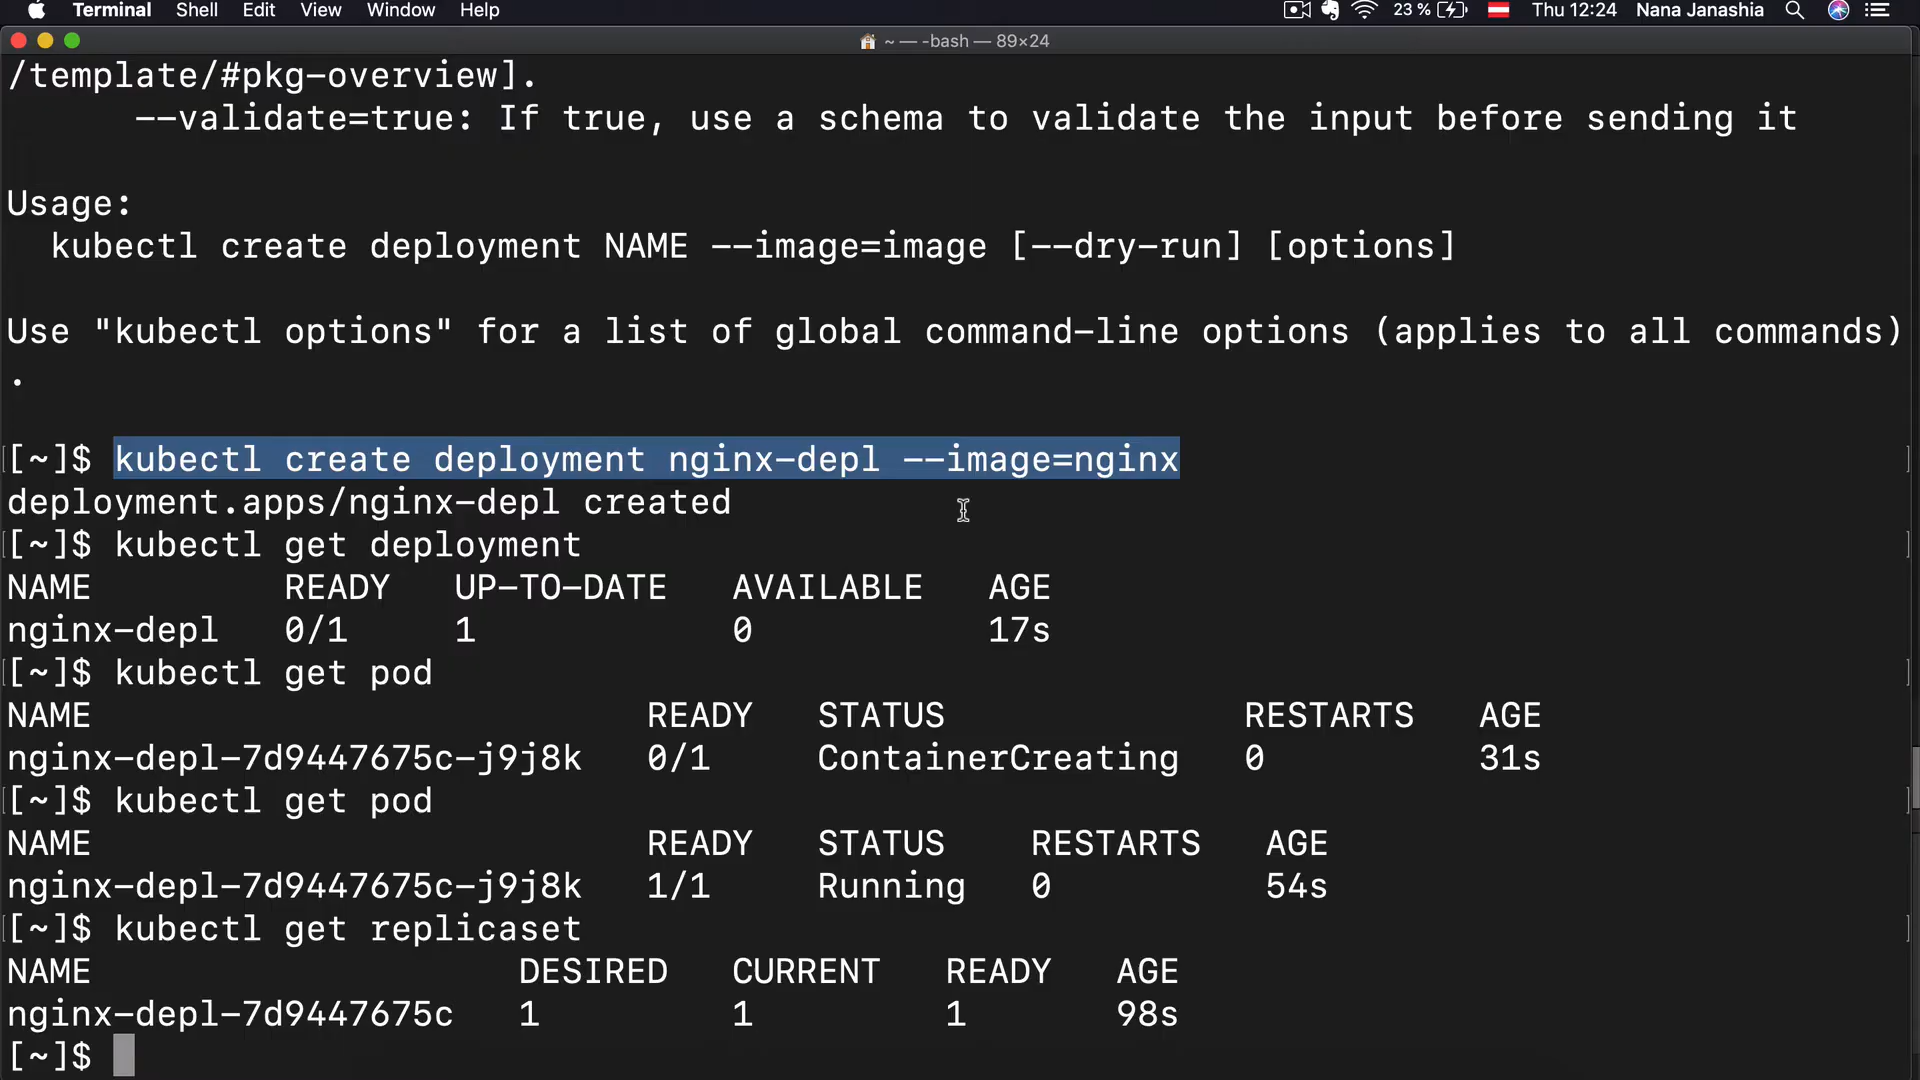 Terminal Shell Edit View Window Help 23 % Thu 12:24 Nana Janashia
~ — -bash — 89×24
/template/#pkg-overview].
--validate=true: If true, use a schema to validate the input before sending it
Usage:
kubectl create deployment NAME --image=image [--dry-run] [options]
Use "kubectl options" for a list of global command-line options (applies to all commands)
.
[~]$ kubectl create deployment nginx-depl --image=nginx
deployment.apps/nginx-depl created
[~]$ kubectl get deployment
NAME READY UP-TO-DATE AVAILABLE AGE
nginx-depl 0/1 1 0 17s
[~]$ kubectl get pod
NAME READY STATUS RESTARTS AGE
nginx-depl-7d9447675c-j9j8k 0/1 ContainerCreating 0 31s
[~]$ kubectl get pod
NAME READY STATUS RESTARTS AGE
nginx-depl-7d9447675c-j9j8k 1/1 Running 0 54s
[~]$ kubectl get replicaset
NAME DESIRED CURRENT READY AGE
nginx-depl-7d9447675c 1 1 1 98s
[~]$